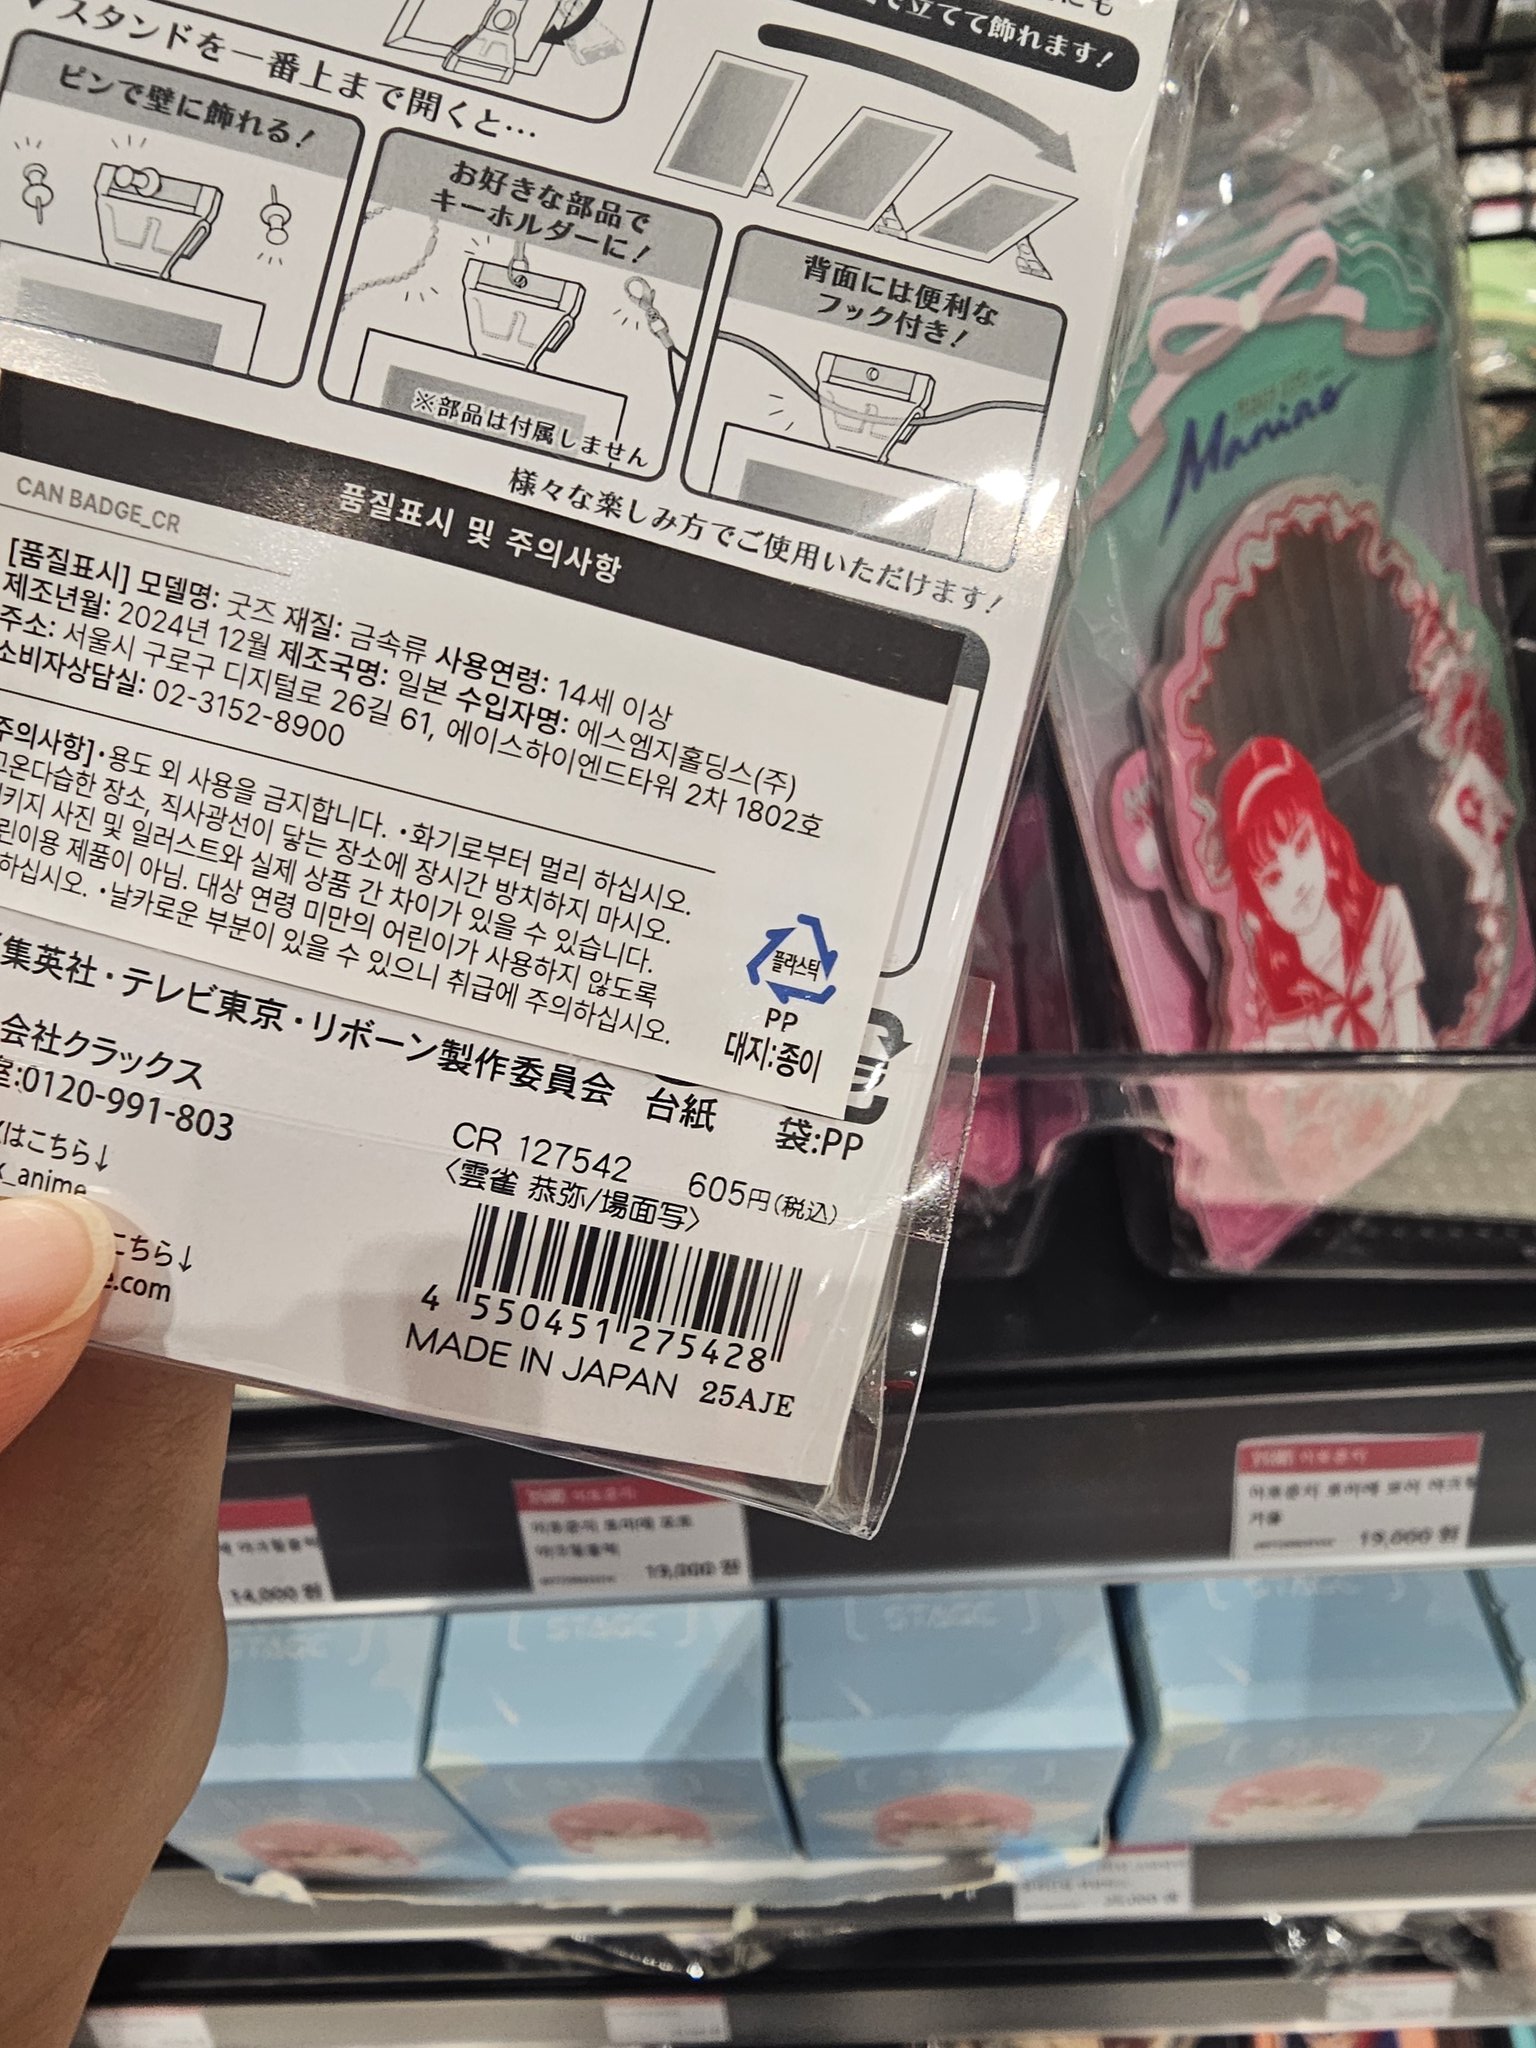 にも
で立てて飾れます!
スタンドを一番上まで開くと…
ピンで壁に飾れる!
お好きな部品で
キーホルダーに!
※部品は付属しません
背面には便利な
フック付き!
様々な楽しみ方でご使用いただけます!
품질표시 및 주의사항
CAN BADGE_CR
[품질표시] 모델명: 굿즈 재질: 금속류 사용연령: 14세 이상
제조년월: 2024년 12월 제조국명: 일본 수입자명: 에스엠지홀딩스(주)
주소: 서울시 구로구 디지털로 26길 61, 에이스하이엔드타워 2차 1802호
소비자상담실: 02-3152-8900
주의사항]・용도 외 사용을 금지합니다. ・화기로부터 멀리 하십시오.
고온다습한 장소, 직사광선이 닿는 장소에 장시간 방치하지 마시오.
키지 사진 및 일러스트와 실제 상품 간 차이가 있을 수 있습니다.
린이용 제품이 아님. 대상 연령 미만의 어린이가 사용하지 않도록
하십시오. ・날카로운 부분이 있을 수 있으니 취급에 주의하십시오.
플라스틱
PP
대지:종이
集英社・テレビ東京・リボーン製作委員会
会社クラックス
室:0120-991-803
はこちら↓
_anime
こちら↓
e.com
台紙
袋:PP
CR 127542 605円(税込)
〈雲雀 恭弥/場面写〉
4 550451 275428
MADE IN JAPAN 25AJE
Maniac
14,000 원
19,000 원
19,000 원